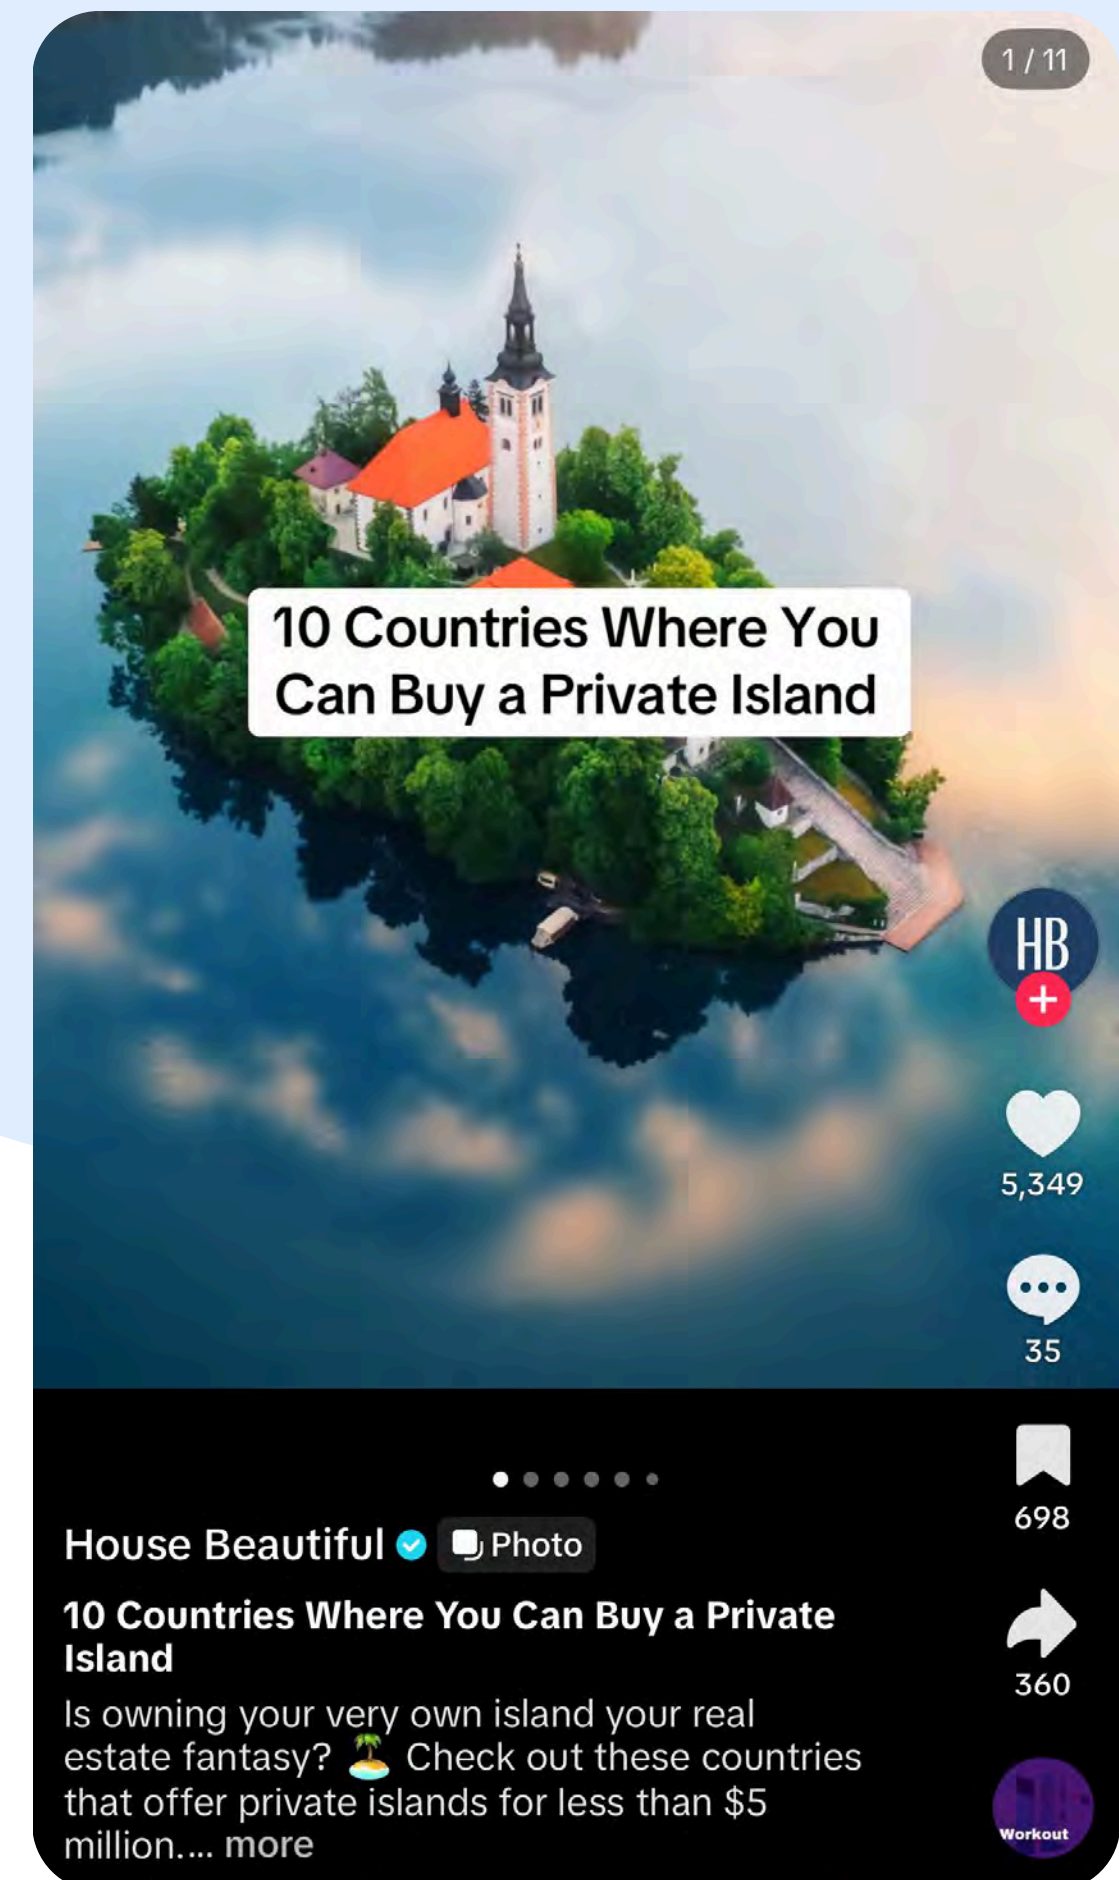 1 / 11
10 Countries Where You
Can Buy a Private Island
HB
5,349
35
698
360
House Beautiful
Photo
10 Countries Where You Can Buy a Private
Island
Is owning your very own island your real
estate fantasy? 🏝️ Check out these countries
that offer private islands for less than $5
million.... more
Workout